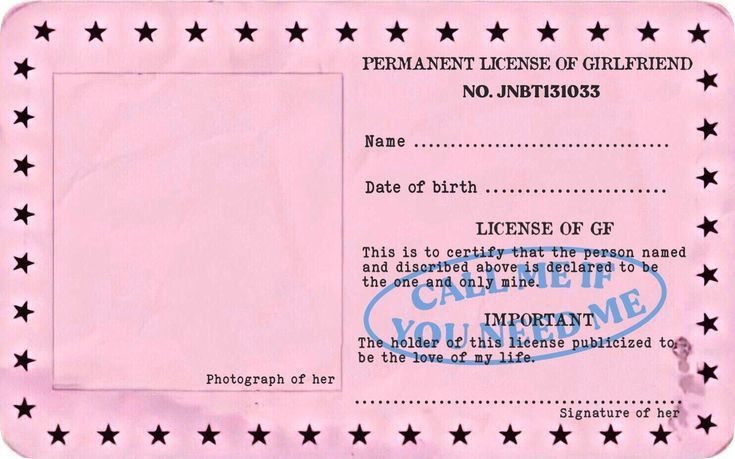 PERMANENT LICENSE OF GIRLFRIEND
NO. JNBT131033
Name ................................
Date of birth .......................
LICENSE OF GF
This is to certify that the person named
and discribed above is declared to be
the one and only mine.
CALL ME IF
YOU NEED ME
IMPORTANT
The holder of this license publicized to
be the love of my life.
Photograph of her
.........................................
Signature of her